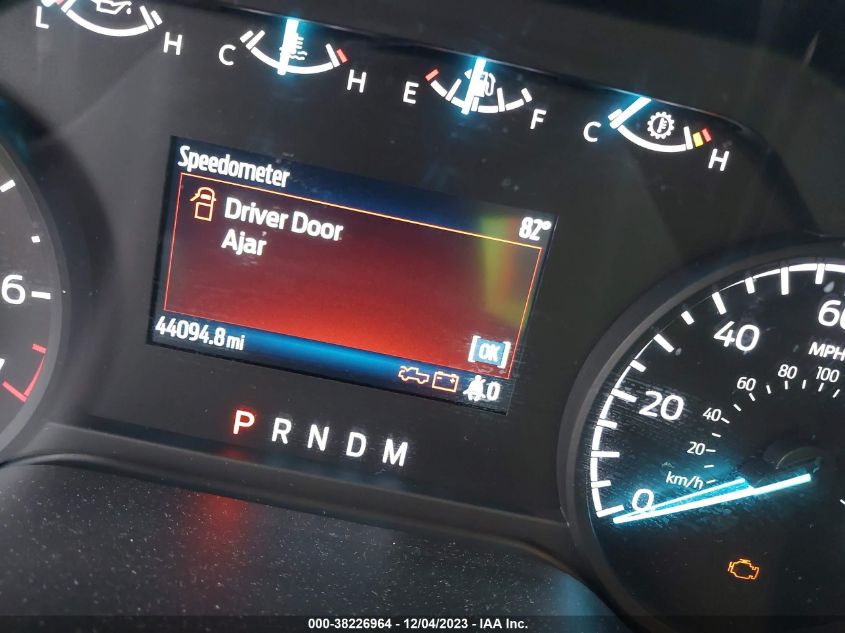 L H
C H
E F
C H
Speedometer
82°
Driver Door
Ajar
44094.8 mi
[OK]
0
P R N D M
6
0
20
40
60
MPH
km/h
20
40
60
80
100
000-38226964 - 12/04/2023 - IAA Inc.